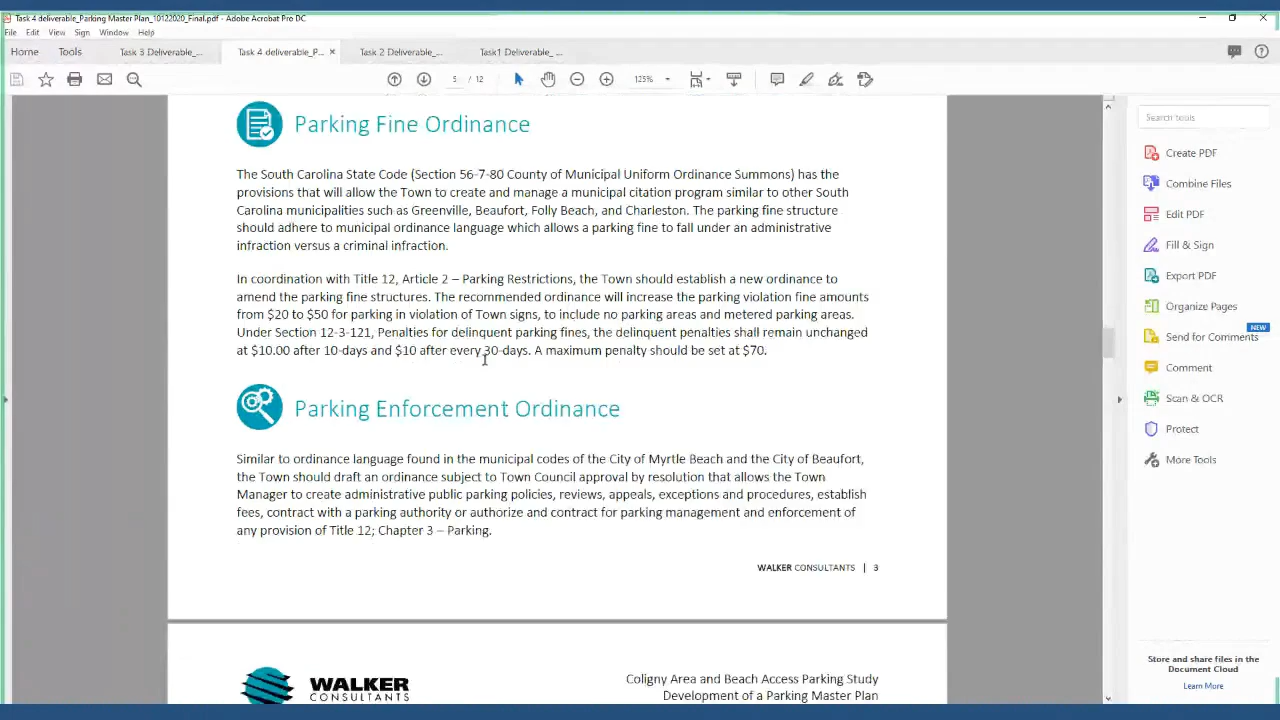 Task 4 deliverable_Parking Master Plan_10122020_Final.pdf - Adobe Acrobat Pro DC
File Edit View Sign Window Help
Home Tools Task 3 Deliverable_... Task 4 deliverable_P... × Task 2 Deliverable_... Task1 Deliverable_ ...
5 / 12 125%
Parking Fine Ordinance
The South Carolina State Code (Section 56-7-80 County of Municipal Uniform Ordinance Summons) has the
provisions that will allow the Town to create and manage a municipal citation program similar to other South
Carolina municipalities such as Greenville, Beaufort, Folly Beach, and Charleston. The parking fine structure
should adhere to municipal ordinance language which allows a parking fine to fall under an administrative
infraction versus a criminal infraction.
In coordination with Title 12, Article 2 – Parking Restrictions, the Town should establish a new ordinance to
amend the parking fine structures. The recommended ordinance will increase the parking violation fine amounts
from $20 to $50 for parking in violation of Town signs, to include no parking areas and metered parking areas.
Under Section 12-3-121, Penalties for delinquent parking fines, the delinquent penalties shall remain unchanged
at $10.00 after 10-days and $10 after every 30-days. A maximum penalty should be set at $70.
Parking Enforcement Ordinance
Similar to ordinance language found in the municipal codes of the City of Myrtle Beach and the City of Beaufort,
the Town should draft an ordinance subject to Town Council approval by resolution that allows the Town
Manager to create administrative public parking policies, reviews, appeals, exceptions and procedures, establish
fees, contract with a parking authority or authorize and contract for parking management and enforcement of
any provision of Title 12; Chapter 3 – Parking.
WALKER CONSULTANTS | 3
WALKER
CONSULTANTS
Coligny Area and Beach Access Parking Study
Development of a Parking Master Plan
Search tools
Create PDF
Combine Files
Edit PDF
Fill & Sign
Export PDF
Organize Pages
NEW
Send for Comments
Comment
Scan & OCR
Protect
More Tools
Store and share files in the
Document Cloud
Learn More